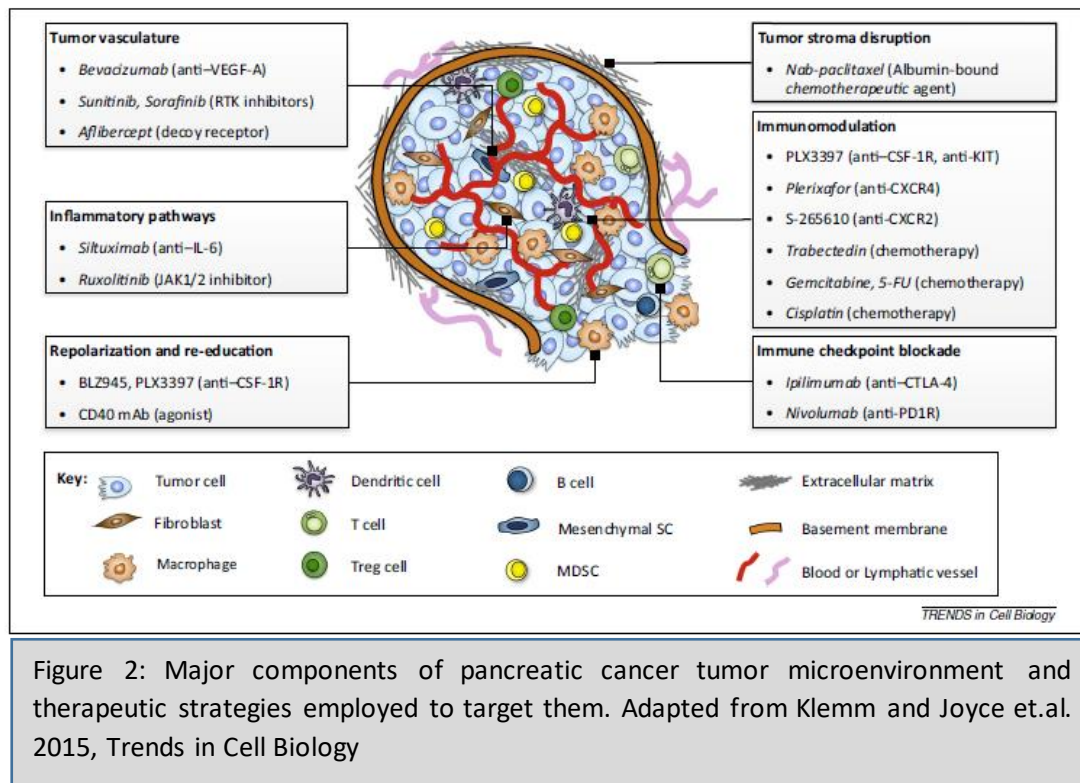 Tumor vasculature
• Bevacizumab (anti–VEGF-A)
• Sunitinib, Sorafinib (RTK inhibitors)
• Aflibercept (decoy receptor)
Inflammatory pathways
• Siltuximab (anti–IL-6)
• Ruxolitinib (JAK1/2 inhibitor)
Repolarization and re-education
• BLZ945, PLX3397 (anti–CSF-1R)
• CD40 mAb (agonist)
Tumor stroma disruption
• Nab-paclitaxel (Albumin-bound
chemotherapeutic agent)
Immunomodulation
• PLX3397 (anti–CSF-1R, anti-KIT)
• Plerixafor (anti-CXCR4)
• S-265610 (anti-CXCR2)
• Trabectedin (chemotherapy)
• Gemcitabine, 5-FU (chemotherapy)
• Cisplatin (chemotherapy)
Immune checkpoint blockade
• Ipilimumab (anti–CTLA-4)
• Nivolumab (anti-PD1R)
Key:
Tumor cell
Fibroblast
Macrophage
Dendritic cell
T cell
Treg cell
B cell
Mesenchymal SC
MDSC
Extracellular matrix
Basement membrane
Blood or Lymphatic vessel
TRENDS in Cell Biology
Figure 2: Major components of pancreatic cancer tumor microenvironment and
therapeutic strategies employed to target them. Adapted from Klemm and Joyce et.al.
2015, Trends in Cell Biology